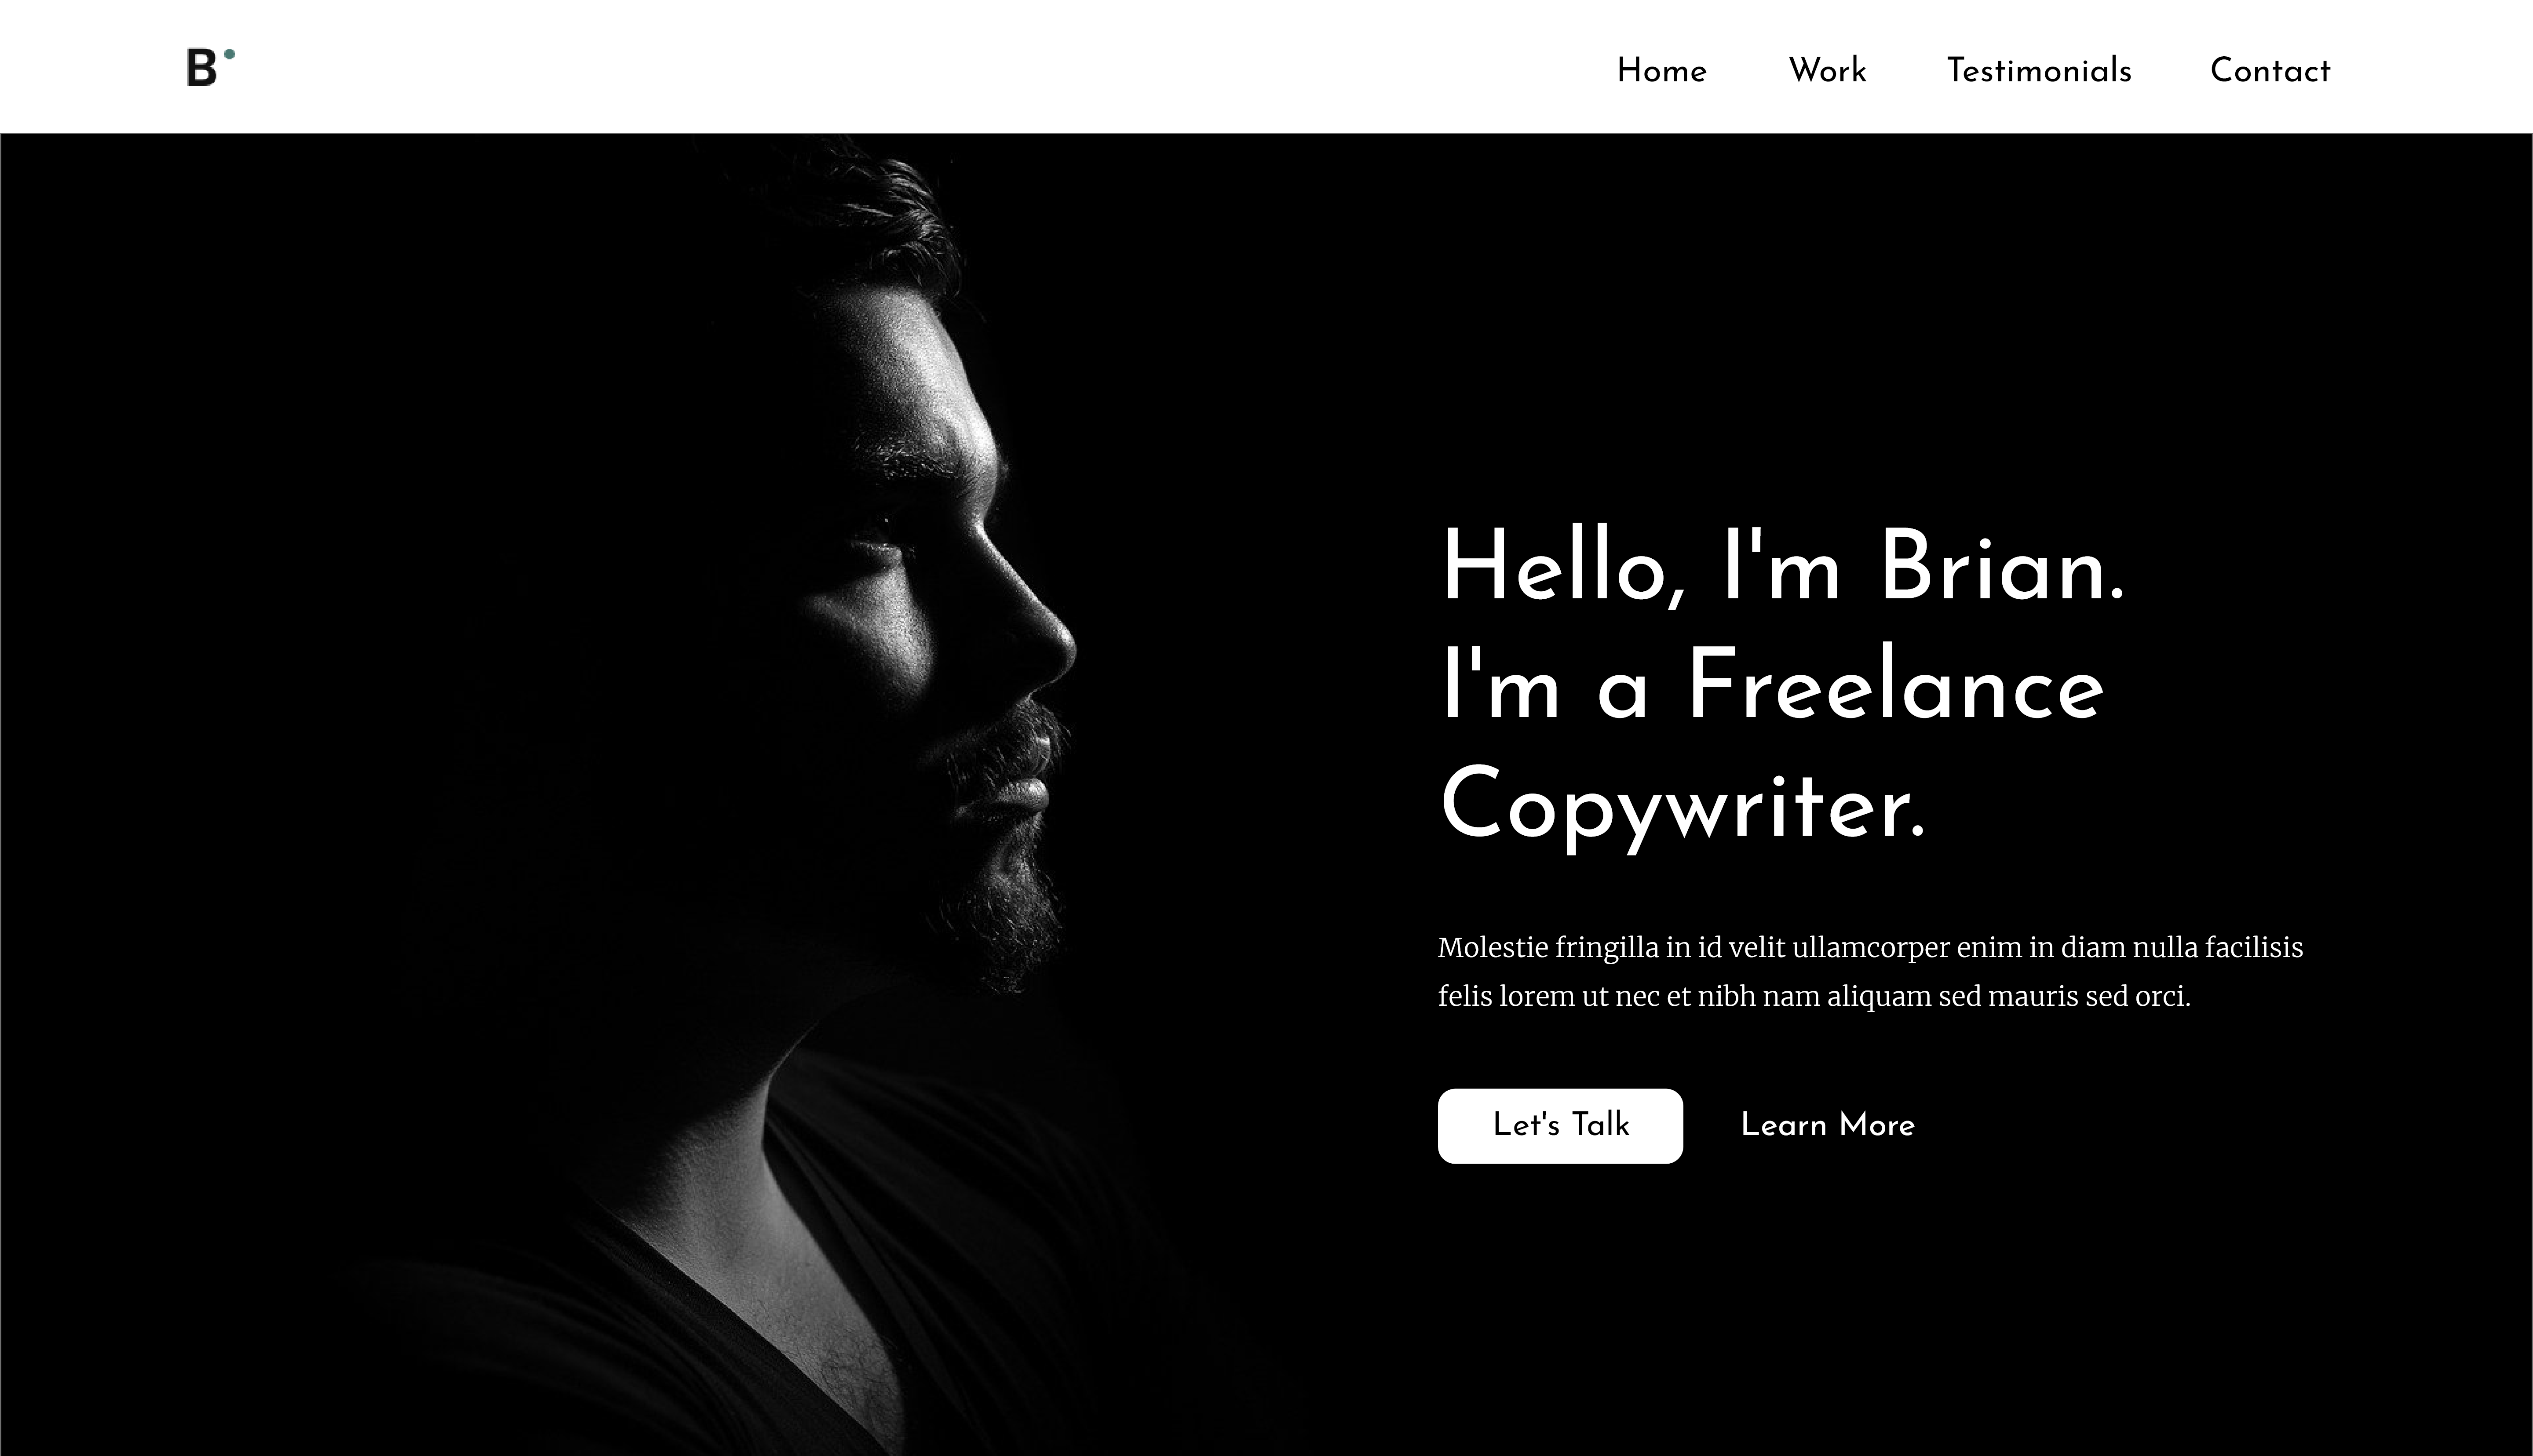 B
Home Work Testimonials Contact
Hello, I'm Brian.
I'm a Freelance
Copywriter.
Molestie fringilla in id velit ullamcorper enim in diam nulla facilisis
felis lorem ut nec et nibh nam aliquam sed mauris sed orci.
Let's Talk Learn More